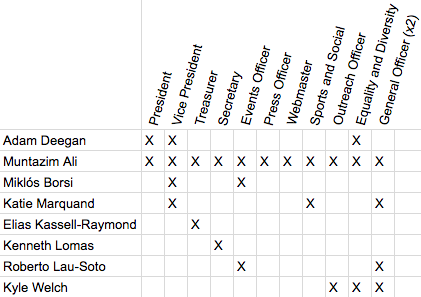 President Vice President Treasurer Secretary Events Officer Press Officer Webmaster Sports and Social Outreach Officer Equality and Diversity General Officer (x2)
Adam Deegan X X X
Muntazim Ali X X X X X X X X X X X
Miklós Borsi X X
Katie Marquand X X X
Elias Kassell-Raymond X
Kenneth Lomas X
Roberto Lau-Soto X X
Kyle Welch X X X